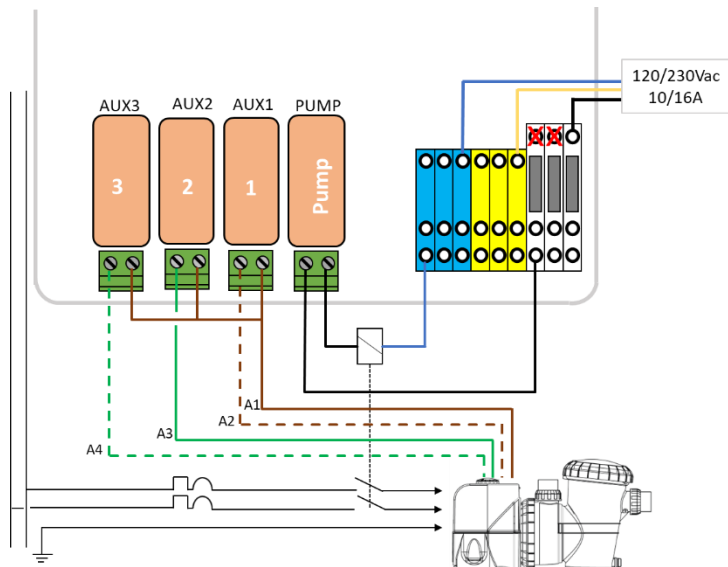 120/230Vac
10/16A
AUX3 AUX2 AUX1 PUMP
3 2 1 Pump
A1
A2
A3
A4